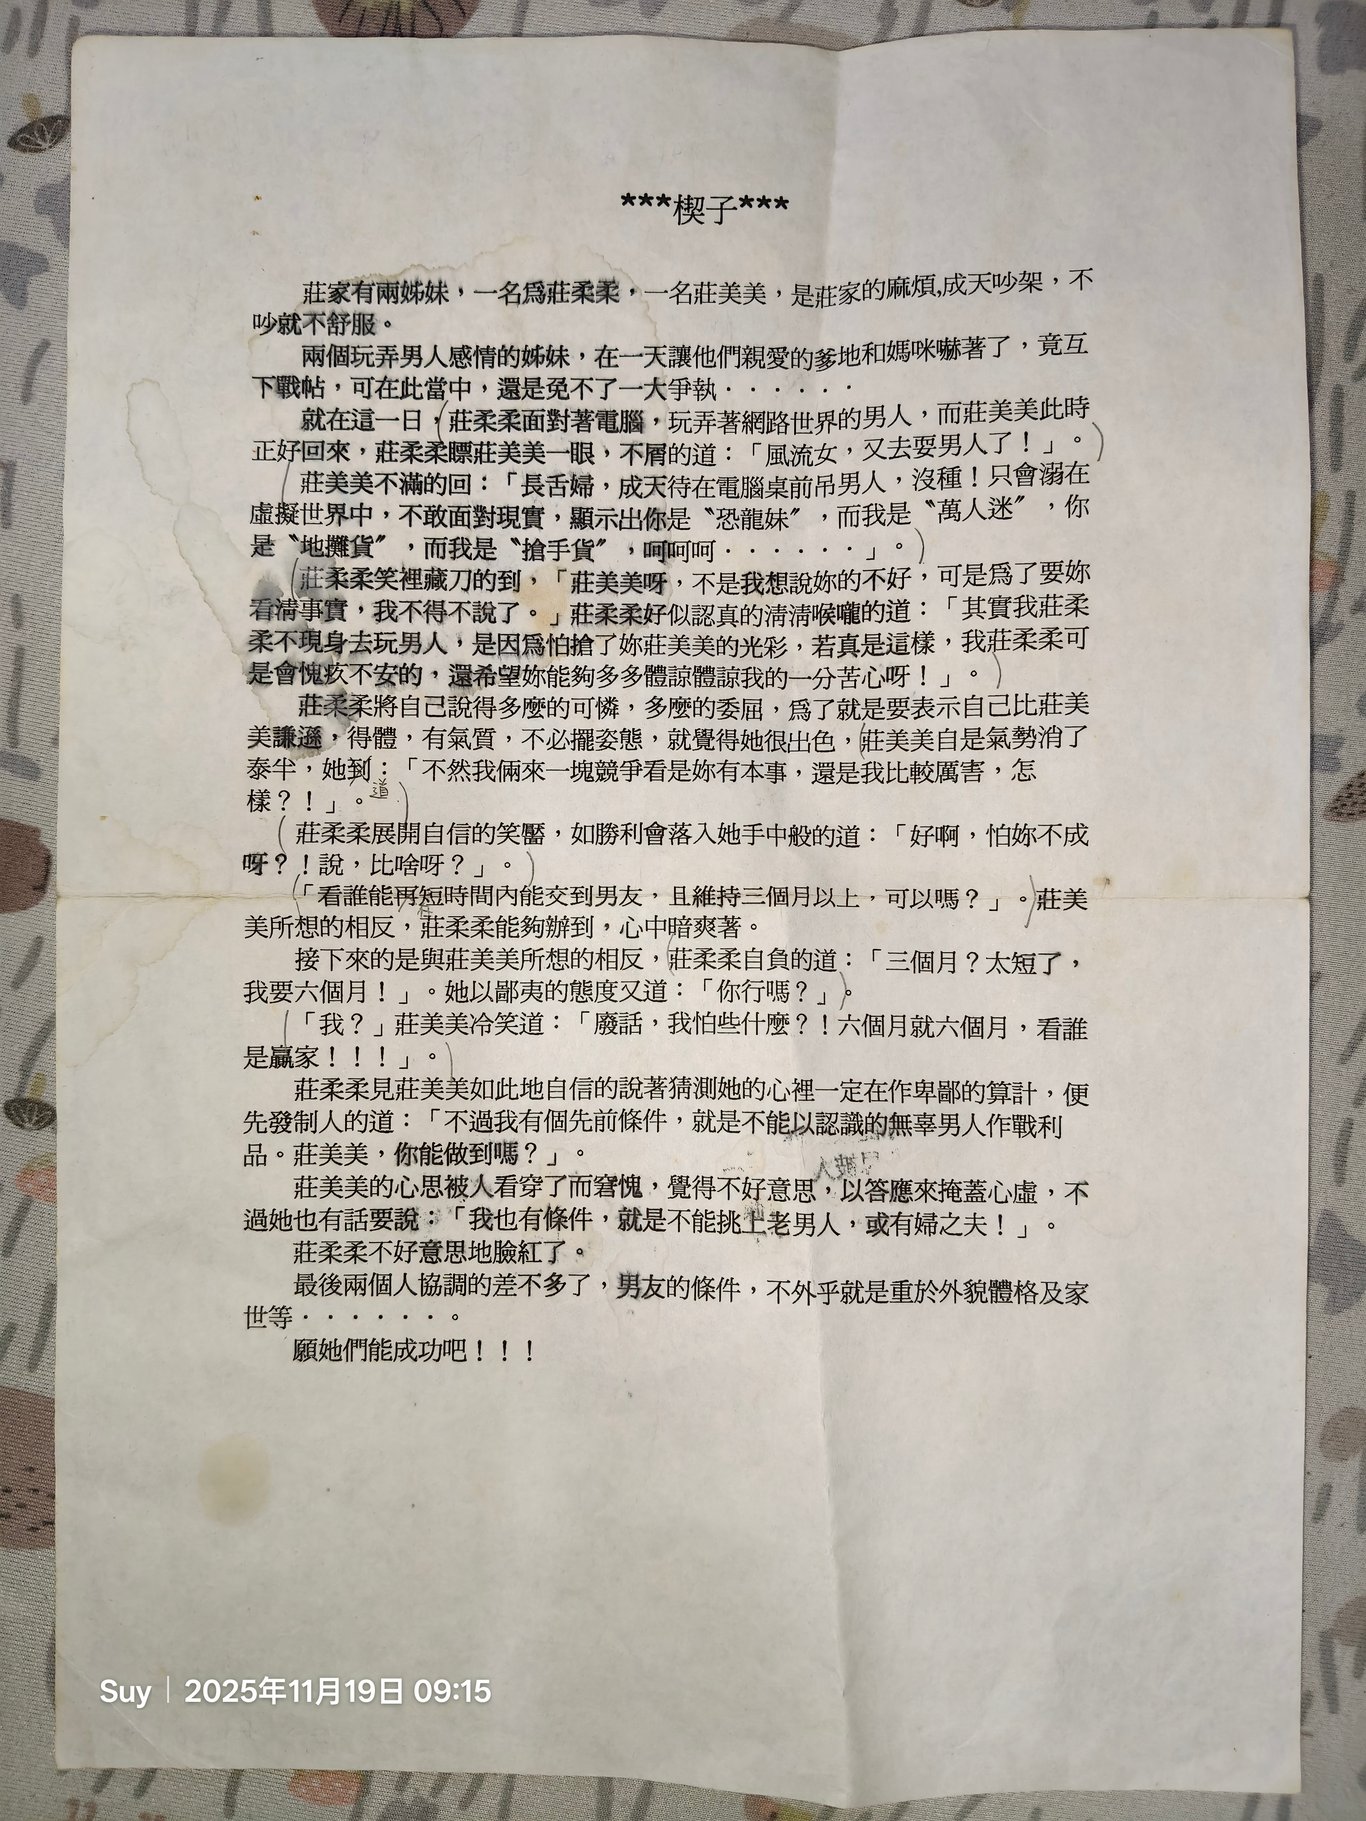 ***楔子***
莊家有兩姊妹，一名為莊柔柔，一名莊美美，是莊家的麻煩,成天吵架，不
吵就不舒服。
兩個玩弄男人感情的姊妹，在一天讓他們親愛的爹地和媽咪嚇著了，竟互
下戰帖，可在此當中，還是免不了一大爭執．．．．．．
就在這一日，(莊柔柔面對著電腦，玩弄著網路世界的男人，而莊美美此時
正好回來，莊柔柔瞟莊美美一眼，不屑的道：「風流女，又去耍男人了！」。)
(莊美美不滿的回：「長舌婦，成天待在電腦桌前吊男人，沒種！只會溺在
虛擬世界中，不敢面對現實，顯示出你是〝恐龍妹〞，而我是〝萬人迷〞，你
是〝地攤貨〞，而我是〝搶手貨〞，呵呵呵．．．．．．」。)
(莊柔柔笑裡藏刀的到，「莊美美呀，不是我想說妳的不好，可是為了要妳
看清事實，我不得不說了。」莊柔柔好似認真的清清喉嚨的道：「其實我莊柔
柔不現身去玩男人，是因為怕搶了妳莊美美的光彩，若真是這樣，我莊柔柔可
是會愧疚不安的，還希望妳能夠多多體諒體諒我的一分苦心呀！」。)
莊柔柔將自己說得多麼的可憐，多麼的委屈，為了就是要表示自己比莊美
美謙遜，得體，有氣質，不必擺姿態，就覺得她很出色，(莊美美自是氣勢消了
泰半，她到：「不然我倆來一塊競爭看是妳有本事，還是我比較厲害，怎
道
樣？！」。)
(莊柔柔展開自信的笑靨，如勝利會落入她手中般的道：「好啊，怕妳不成
呀？！說，比啥呀？」。)
(「看誰能再短時間內能交到男友，且維持三個月以上，可以嗎？」。)莊美
在
美所想的相反，莊柔柔能夠辦到，心中暗爽著。
接下來的是與莊美美所想的相反，(莊柔柔自負的道：「三個月？太短了，
我要六個月！」。她以鄙夷的態度又道：「你行嗎？」)。
(「我？」莊美美冷笑道：「廢話，我怕些什麼？！六個月就六個月，看誰
是贏家！！！」。)
莊柔柔見莊美美如此地自信的說著猜測她的心裡一定在作卑鄙的算計，便
先發制人的道：「不過我有個先前條件，就是不能以認識的無辜男人作戰利
品。莊美美，你能做到嗎？」。
莊美美的心思被人看穿了而窘愧，覺得不好意思，以答應來掩蓋心虛，不
過她也有話要說：「我也有條件，就是不能挑上老男人，或有婦之夫！」。
莊柔柔不好意思地臉紅了。
最後兩個人協調的差不多了，男友的條件，不外乎就是重於外貌體格及家
世等．．．．．．。
願她們能成功吧！！！
Suy｜2025年11月19日 09:15